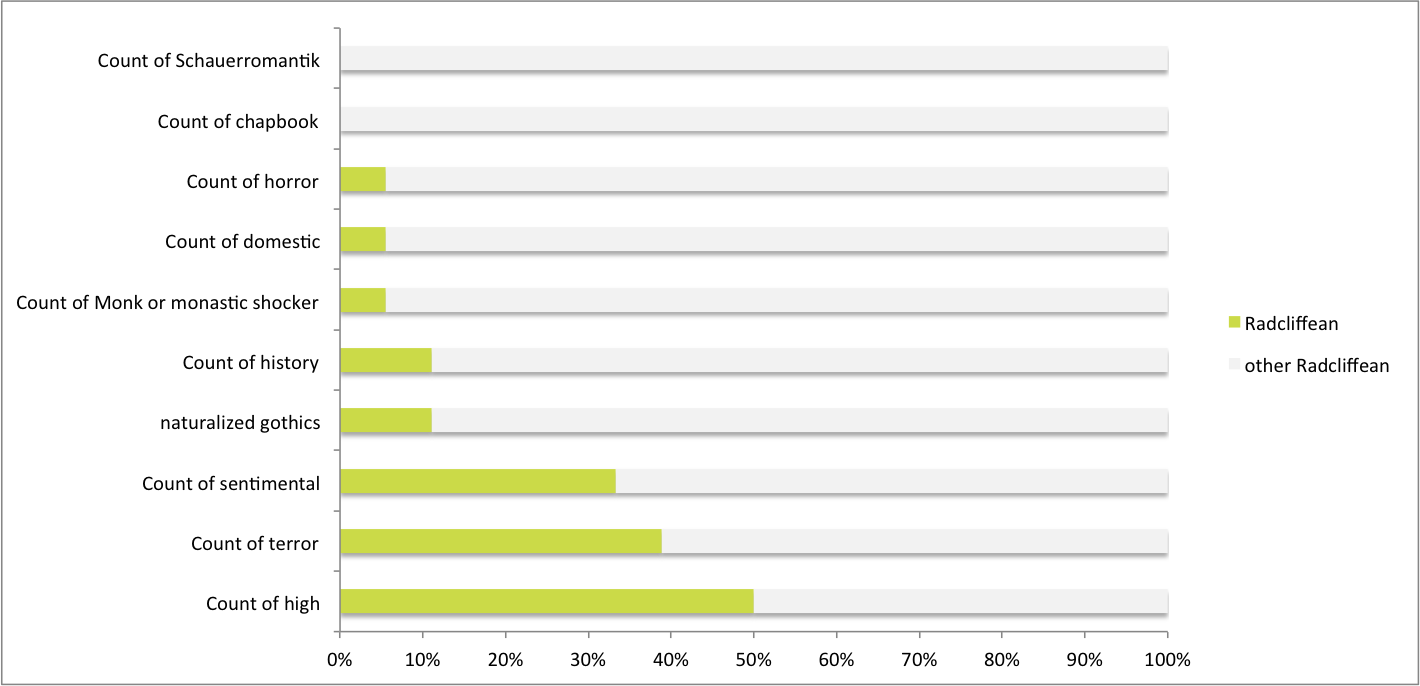 Count of Schauerromantik
Count of chapbook
Count of horror
Count of domestic
Count of Monk or monastic shocker
Count of history
naturalized gothics
Count of sentimental
Count of terror
Count of high
0% 10% 20% 30% 40% 50% 60% 70% 80% 90% 100%
Radcliffean
other Radcliffean